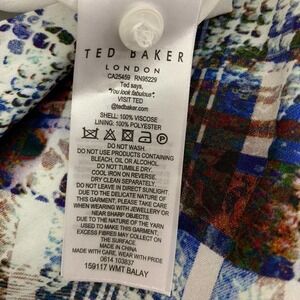 TED BAKER
LONDON
CA25459 RN95229
Ted says,
"You look fabulous".
VISIT TED
@tedbaker.com
SHELL: 100% VISCOSE
LINING: 100% POLYESTER
DO NOT WASH.
DO NOT USE PRODUCTS CONTAINING
BLEACH, OIL OR ALCOHOL
DO NOT TUMBLE DRY.
COOL IRON ON REVERSE
DRY CLEAN SEPARATELY
DO NOT LEAVE IN DIRECT SUNLIGHT
DUE TO THE DELICATE NATURE OF
THIS GARMENT, PLEASE TAKE CARE
WHEN WEARING WITH JEWELLERY OR
NEAR SHARP OBJECTS.
DUE TO THE NATURE OF THE YARN
USED TO MAKE THIS GARMENT,
EXCESS FIBRES MAY COLLECT ON
THE SURFACE
MADE IN CHINA
MADE WITH CARE, WEAR WITH PRIDE
0614 103837
159117 WMT BALAY